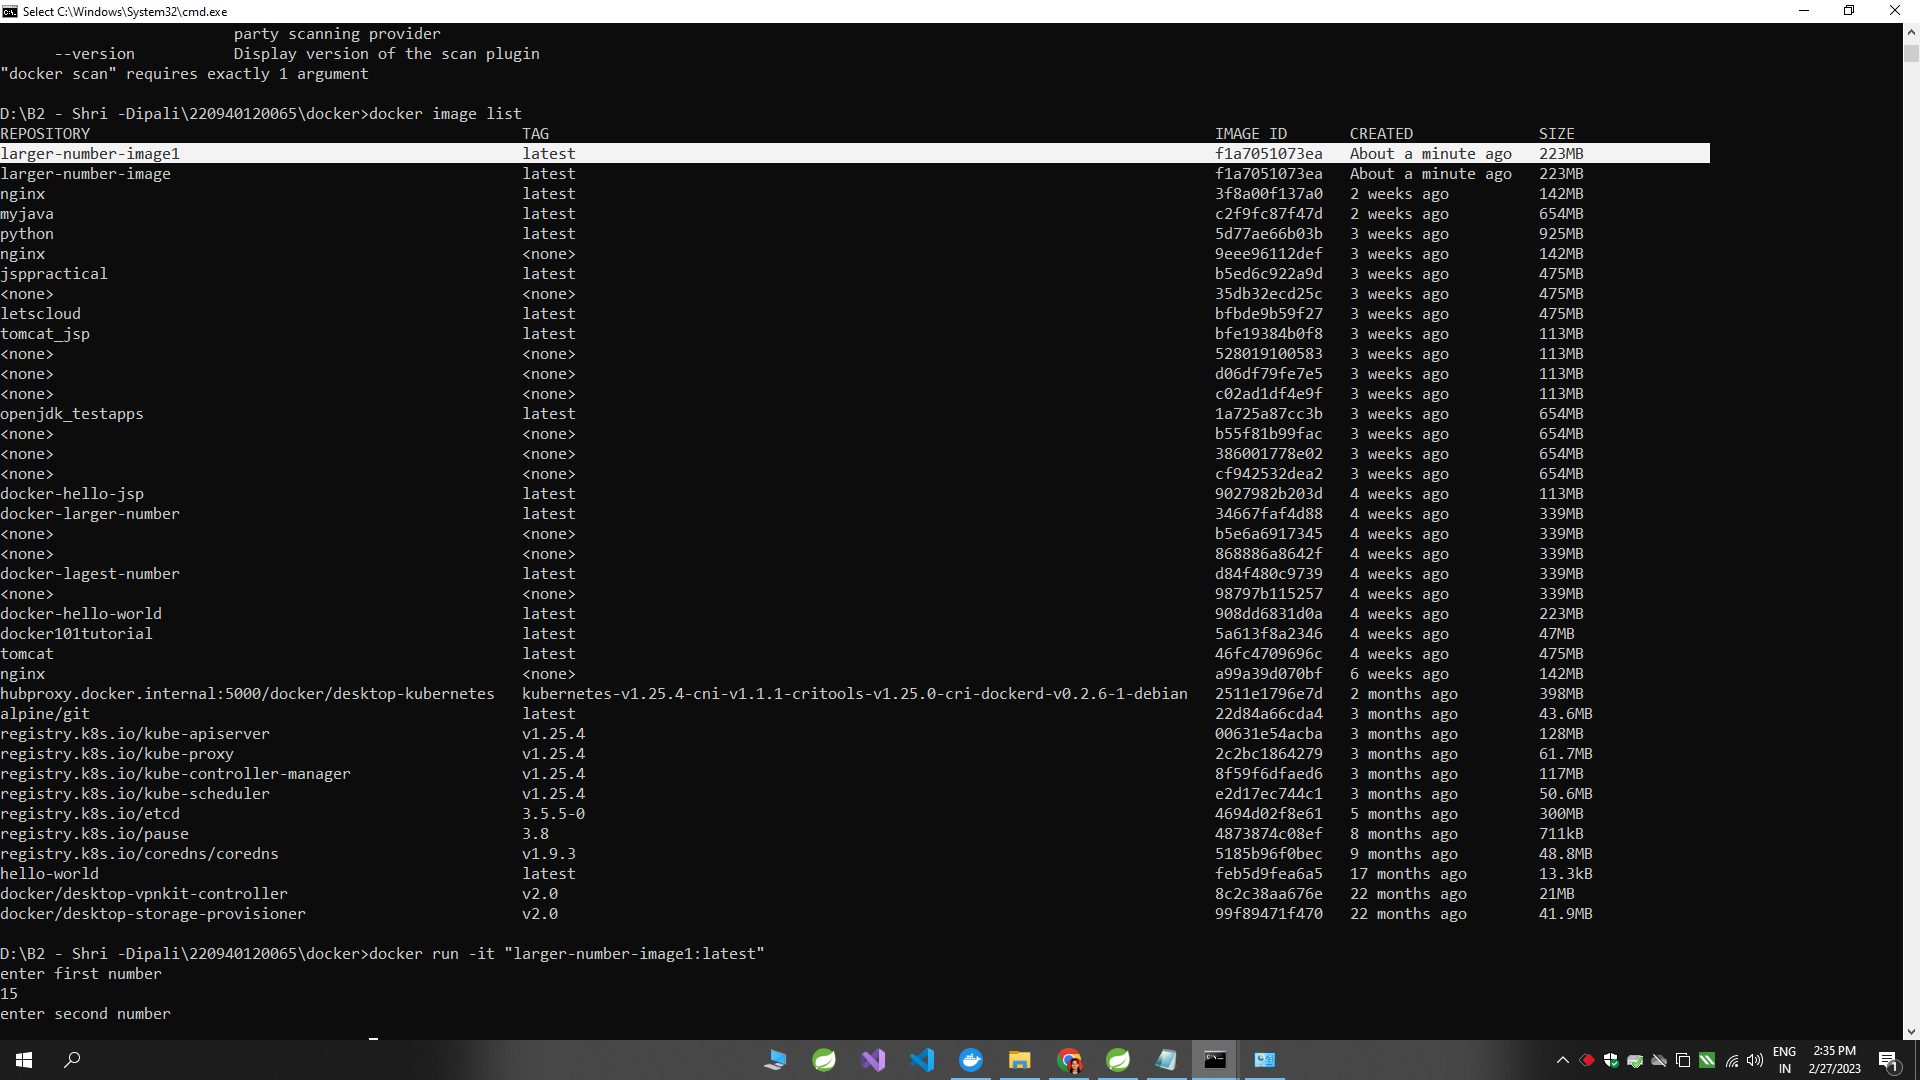 Select C:\Windows\System32\cmd.exe
party scanning provider
--version Display version of the scan plugin
"docker scan" requires exactly 1 argument
D:\B2 - Shri -Dipali\220940120065\docker>docker image list
REPOSITORY TAG IMAGE ID CREATED SIZE
larger-number-image1 latest f1a7051073ea About a minute ago 223MB
larger-number-image latest f1a7051073ea About a minute ago 223MB
nginx latest 3f8a00f137a0 2 weeks ago 142MB
myjava latest c2f9fc87f47d 2 weeks ago 654MB
python latest 5d77ae66b03b 3 weeks ago 925MB
nginx <none> 9eee96112def 3 weeks ago 142MB
jsppractical latest b5ed6c922a9d 3 weeks ago 475MB
<none> <none> 35db32ecd25c 3 weeks ago 475MB
letscloud latest bfbde9b59f27 3 weeks ago 475MB
tomcat_jsp latest bfe19384b0f8 3 weeks ago 113MB
<none> <none> 528019100583 3 weeks ago 113MB
<none> <none> d06df79fe7e5 3 weeks ago 113MB
<none> <none> c02ad1df4e9f 3 weeks ago 113MB
openjdk_testapps latest 1a725a87cc3b 3 weeks ago 654MB
<none> <none> b55f81b99fac 3 weeks ago 654MB
<none> <none> 386001778e02 3 weeks ago 654MB
<none> <none> cf942532dea2 3 weeks ago 654MB
docker-hello-jsp latest 9027982b203d 4 weeks ago 113MB
docker-larger-number latest 34667faf4d88 4 weeks ago 339MB
<none> <none> b5e6a6917345 4 weeks ago 339MB
<none> <none> 868886a8642f 4 weeks ago 339MB
docker-lagest-number latest d84f480c9739 4 weeks ago 339MB
<none> <none> 98797b115257 4 weeks ago 339MB
docker-hello-world latest 908dd6831d0a 4 weeks ago 223MB
docker101tutorial latest 5a613f8a2346 4 weeks ago 47MB
tomcat latest 46fc4709696c 4 weeks ago 475MB
nginx <none> a99a39d070bf 6 weeks ago 142MB
hubproxy.docker.internal:5000/docker/desktop-kubernetes kubernetes-v1.25.4-cni-v1.1.1-critools-v1.25.0-cri-dockerd-v0.2.6-1-debian 2511e1796e7d 2 months ago 398MB
alpine/git latest 22d84a66cda4 3 months ago 43.6MB
registry.k8s.io/kube-apiserver v1.25.4 00631e54acba 3 months ago 128MB
registry.k8s.io/kube-proxy v1.25.4 2c2bc1864279 3 months ago 61.7MB
registry.k8s.io/kube-controller-manager v1.25.4 8f59f6dfaed6 3 months ago 117MB
registry.k8s.io/kube-scheduler v1.25.4 e2d17ec744c1 3 months ago 50.6MB
registry.k8s.io/etcd 3.5.5-0 4694d02f8e61 5 months ago 300MB
registry.k8s.io/pause 3.8 4873874c08ef 8 months ago 711kB
registry.k8s.io/coredns/coredns v1.9.3 5185b96f0bec 9 months ago 48.8MB
hello-world latest feb5d9fea6a5 17 months ago 13.3kB
docker/desktop-vpnkit-controller v2.0 8c2c38aa676e 22 months ago 21MB
docker/desktop-storage-provisioner v2.0 99f89471f470 22 months ago 41.9MB
D:\B2 - Shri -Dipali\220940120065\docker>docker run -it "larger-number-image1:latest"
enter first number
15
enter second number
ENG
IN
2:35 PM
2/27/2023
1